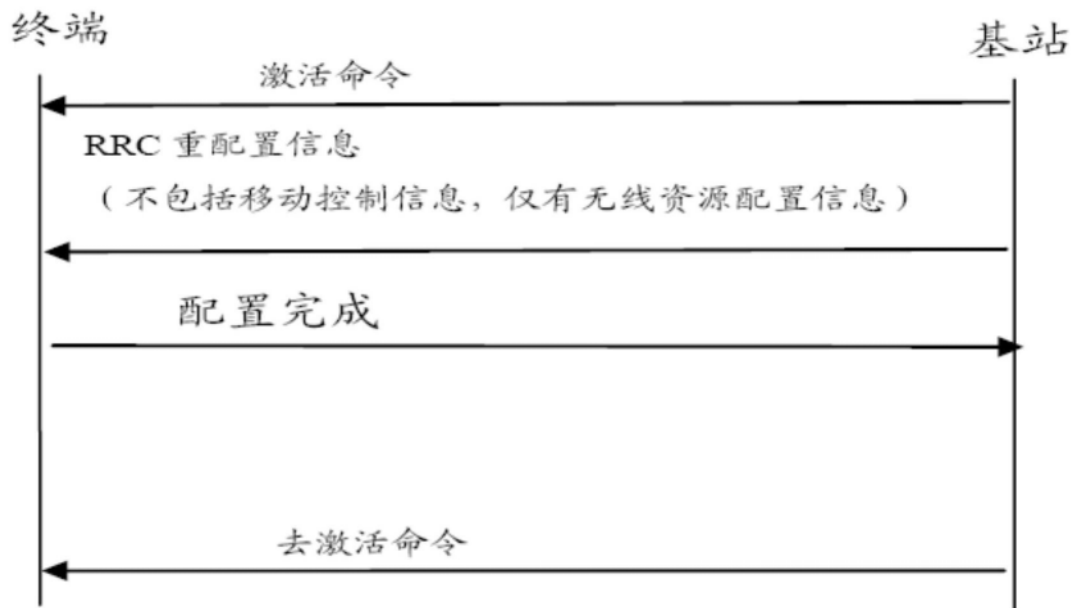 终端
基站
激活命令
RRC 重配置信息
（不包括移动控制信息，仅有无线资源配置信息）
配置完成
去激活命令